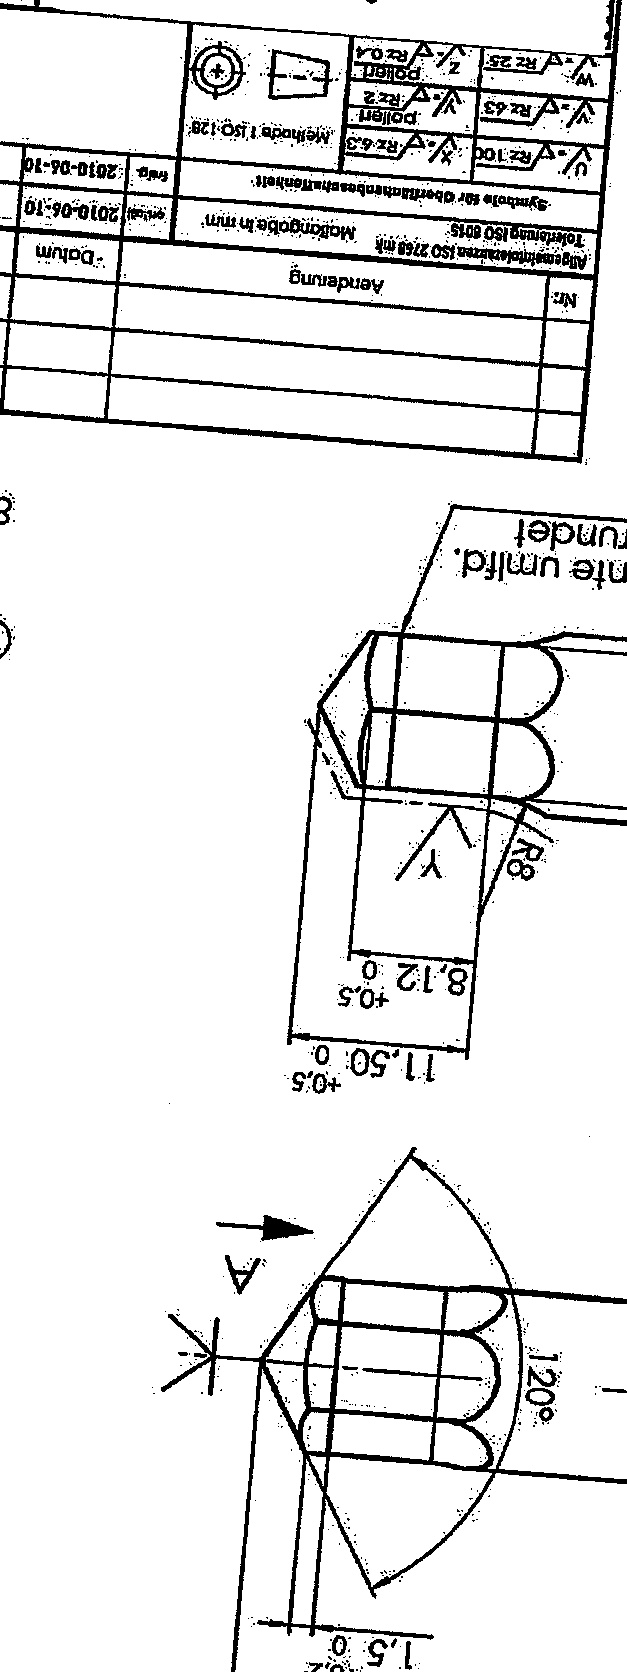 1,5 0
120°
A
+0,5
11,50 0
+0,5
8,12 0
R8
Y
nte umlfd.
rundet
8
Nr. Aenderung Datum
Allgemeintoleranzen ISO 2768 mK
Tolerierung ISO 8015
Maßangabe in mm
erstellt 2010-06-10
Symbole für Oberflächenbeschaffenheit
freig. 2010-06-10
U = Rz 100
X = Rz 6.3
Methode 1 ISO 128
V = Rz 63
poliert
Y = Rz 2
W = Rz 25
poliert
Z = Rz 0.4